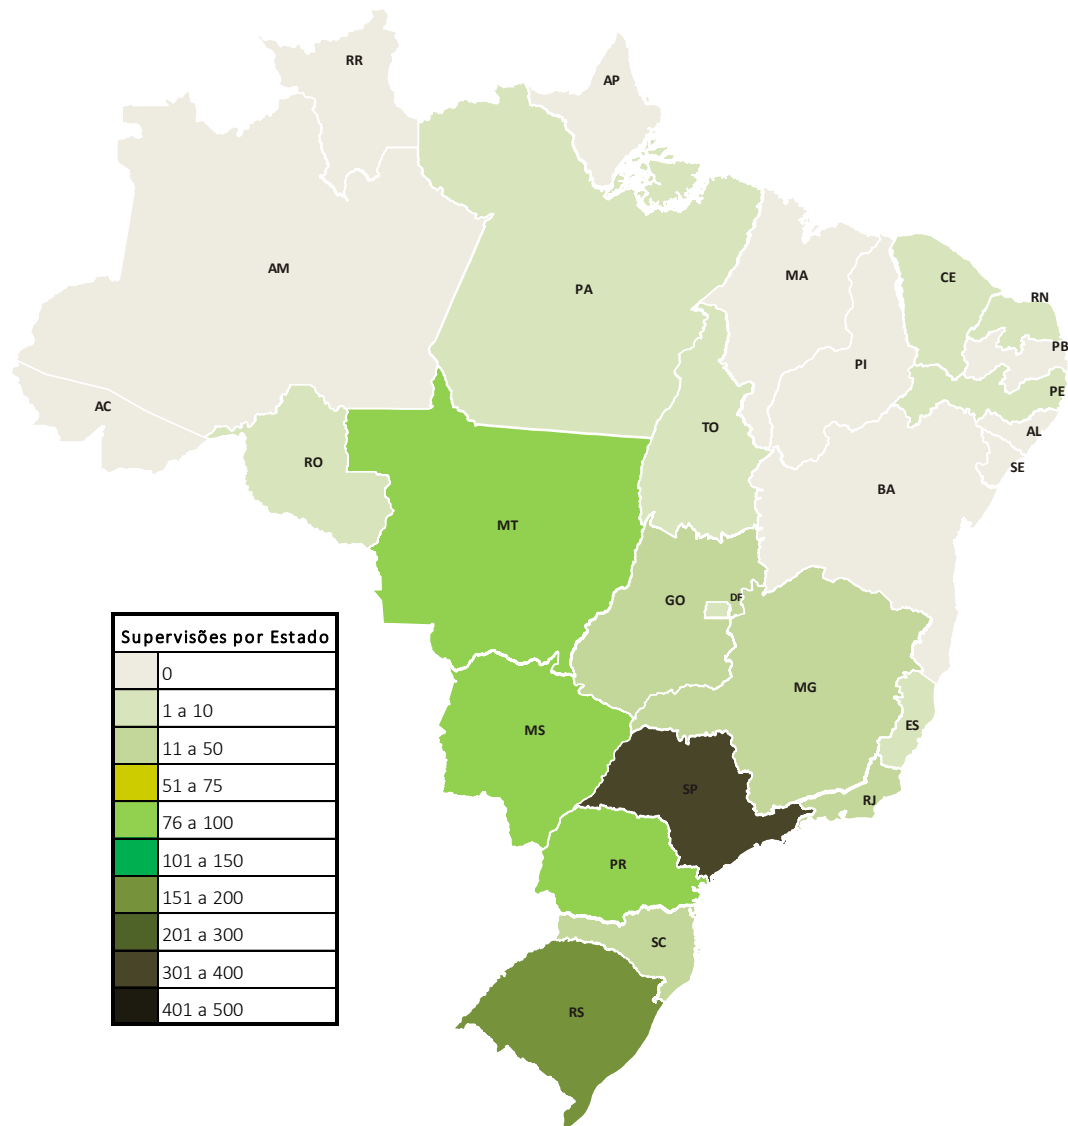 RR
AP
AM
PA
MA
CE
RN
PB
PI
PE
AC
TO
AL
RO
SE
BA
MT
GO
DF
MG
MS
ES
SP
RJ
PR
SC
RS
Supervisões por Estado
0
1 a 10
11 a 50
51 a 75
76 a 100
101 a 150
151 a 200
201 a 300
301 a 400
401 a 500